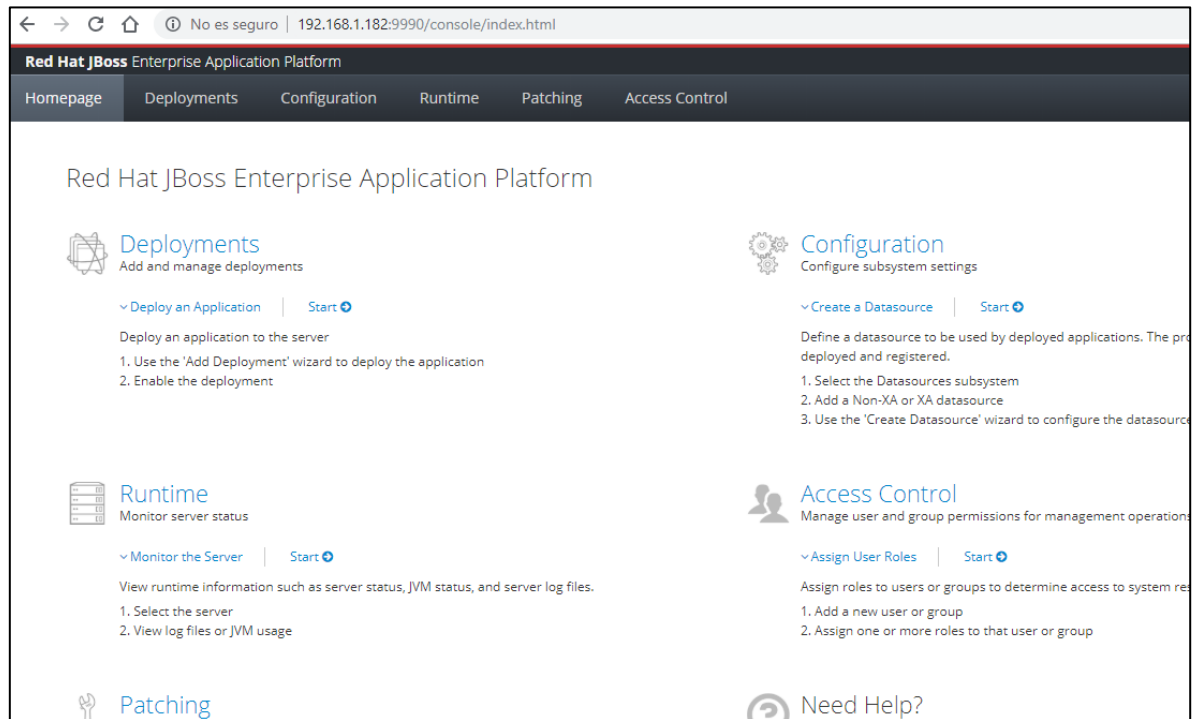 No es seguro | 192.168.1.182:9990/console/index.html
Red Hat JBoss Enterprise Application Platform
Homepage Deployments Configuration Runtime Patching Access Control
Red Hat JBoss Enterprise Application Platform
Deployments
Add and manage deployments
Deploy an Application Start
Deploy an application to the server
1. Use the 'Add Deployment' wizard to deploy the application
2. Enable the deployment
Configuration
Configure subsystem settings
Create a Datasource Start
Define a datasource to be used by deployed applications. The
deployed and registered.
1. Select the Datasources subsystem
2. Add a Non-XA or XA datasource
3. Use the 'Create Datasource' wizard to configure the datasource
Runtime
Monitor server status
Monitor the Server Start
View runtime information such as server status, JVM status, and server log files.
1. Select the server
2. View log files or JVM usage
Access Control
Manage user and group permissions for management operations
Assign User Roles Start
Assign roles to users or groups to determine access to system
1. Add a new user or group
2. Assign one or more roles to that user or group
Patching
Need Help?